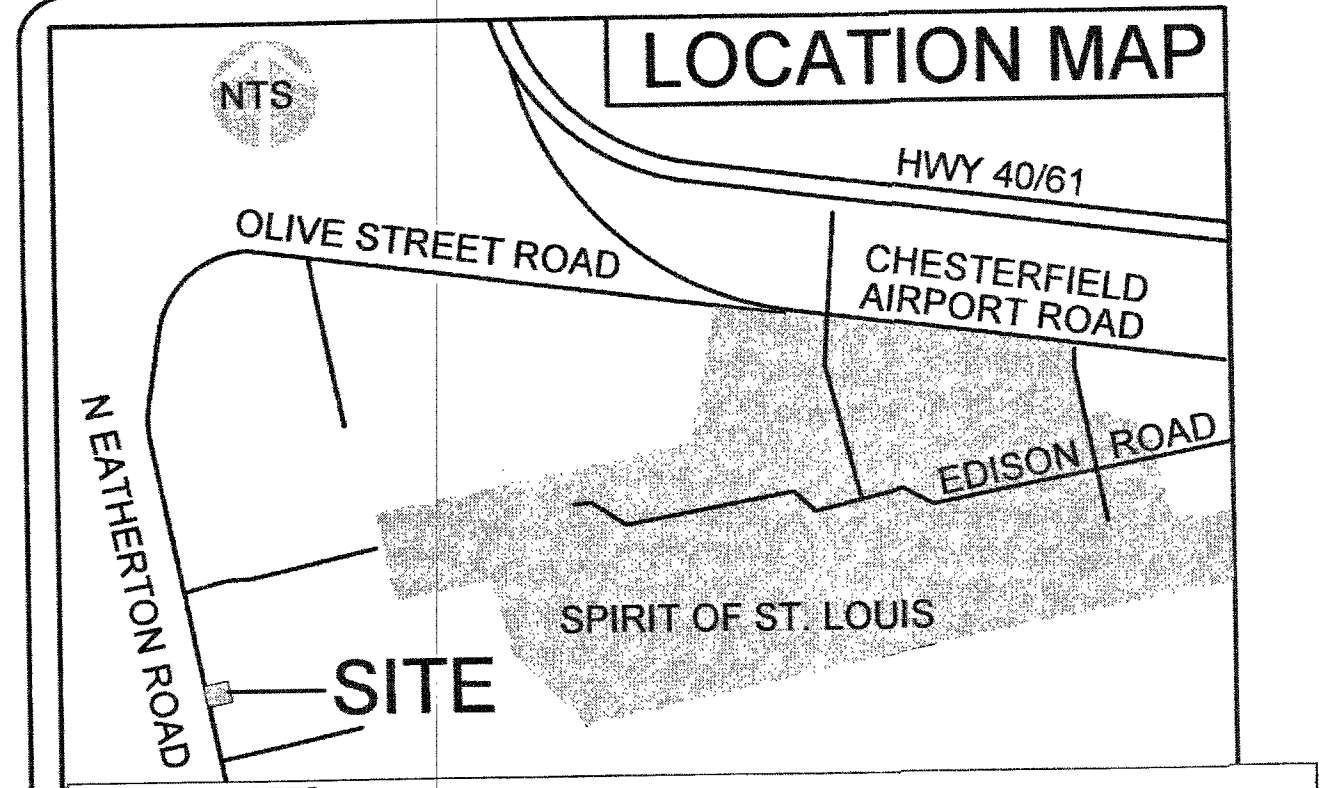 LOCATION MAP
NTS
HWY 40/61
OLIVE STREET ROAD
CHESTERFIELD
AIRPORT ROAD
N EATHERTON ROAD
EDISON ROAD
SPIRIT OF ST. LOUIS
SITE